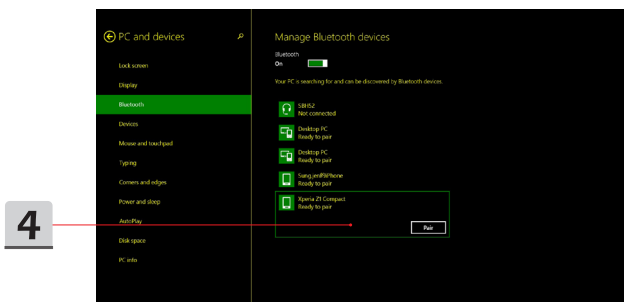 PC and devices
Lock screen
Display
Bluetooth
Devices
Mouse and touchpad
Typing
Corners and edges
Power and sleep
AutoPlay
Disk space
PC info
Manage Bluetooth devices
Bluetooth
On
Your PC is searching for and can be discovered by Bluetooth devices.
SBH52
Not connected
Desktop PC
Ready to pair
Desktop PC
Ready to pair
Ready to pair
Xperia Z1 Compact
Ready to pair
Pair
4